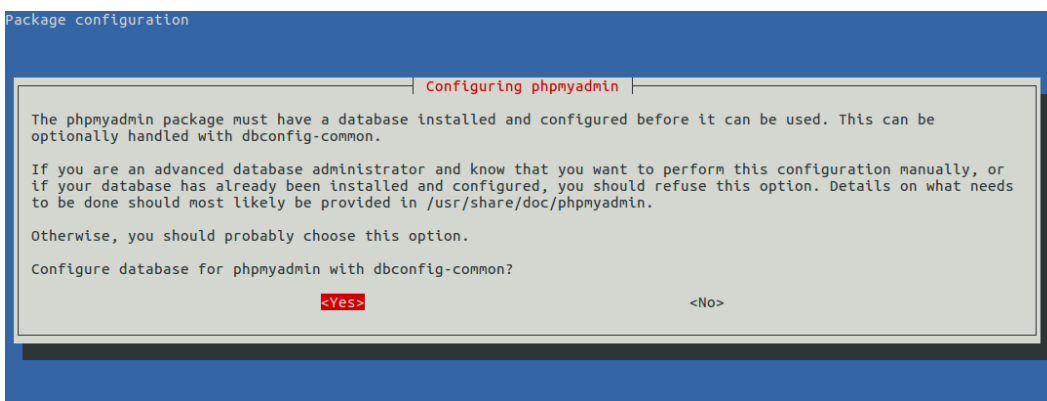 Package configuration
Configuring phpmyadmin
The phpmyadmin package must have a database installed and configured before it can be used. This can be
optionally handled with dbconfig-common.
If you are an advanced database administrator and know that you want to perform this configuration manually, or
if your database has already been installed and configured, you should refuse this option. Details on what needs
to be done should most likely be provided in /usr/share/doc/phpmyadmin.
Otherwise, you should probably choose this option.
Configure database for phpmyadmin with dbconfig-common?
<Yes> <No>